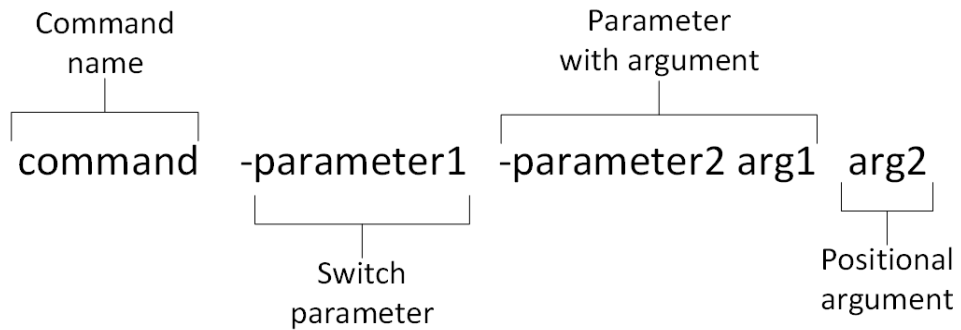 Command
name
Parameter
with argument
command -parameter1 -parameter2 arg1 arg2
Switch
parameter
Positional
argument